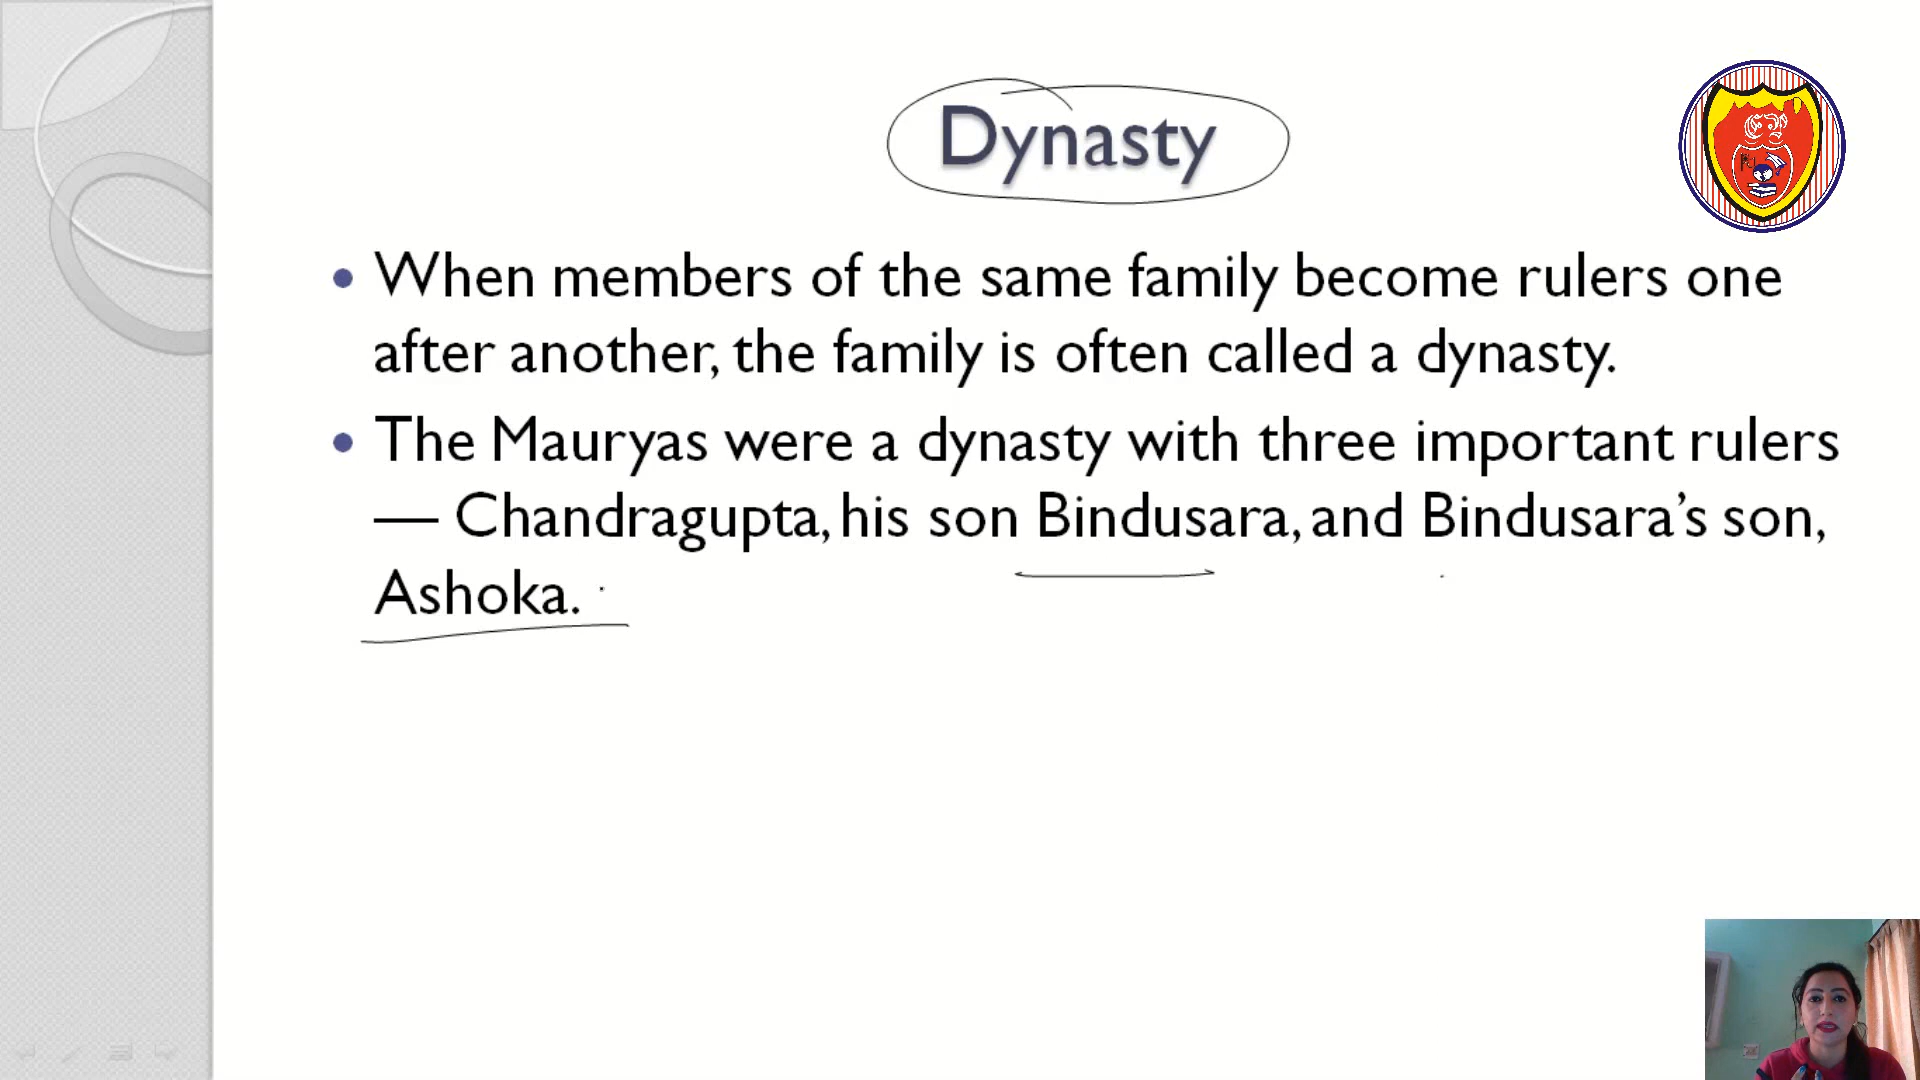 Dynasty
• When members of the same family become rulers one
after another, the family is often called a dynasty.
• The Mauryas were a dynasty with three important rulers
— Chandragupta, his son Bindusara, and Bindusara’s son,
Ashoka.